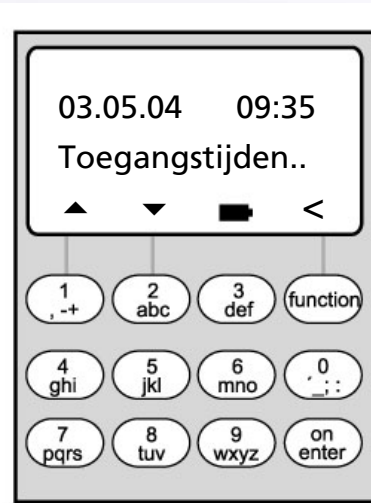 03.05.04 09:35
Toegangstijden..
<
1 2 3 function
, -+ abc def
4 5 6 0
ghi jkl mno ´_; :
7 8 9 on
pqrs tuv wxyz enter